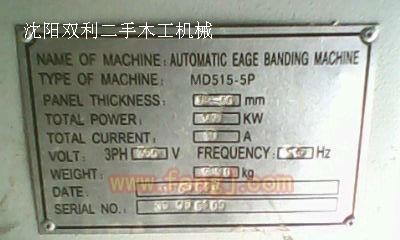 沈阳双利二手木工机械
NAME OF MACHINE: AUTOMATIC EAGE BANDING MACHINE
TYPE OF MACHINE: MD515-5P
PANEL THICKNESS: mm
TOTAL POWER: KW
TOTAL CURRENT: A
VOLT: 3PH V FREQUENCY: Hz
WEIGHT: kg
DATE:
SERIAL NO.: